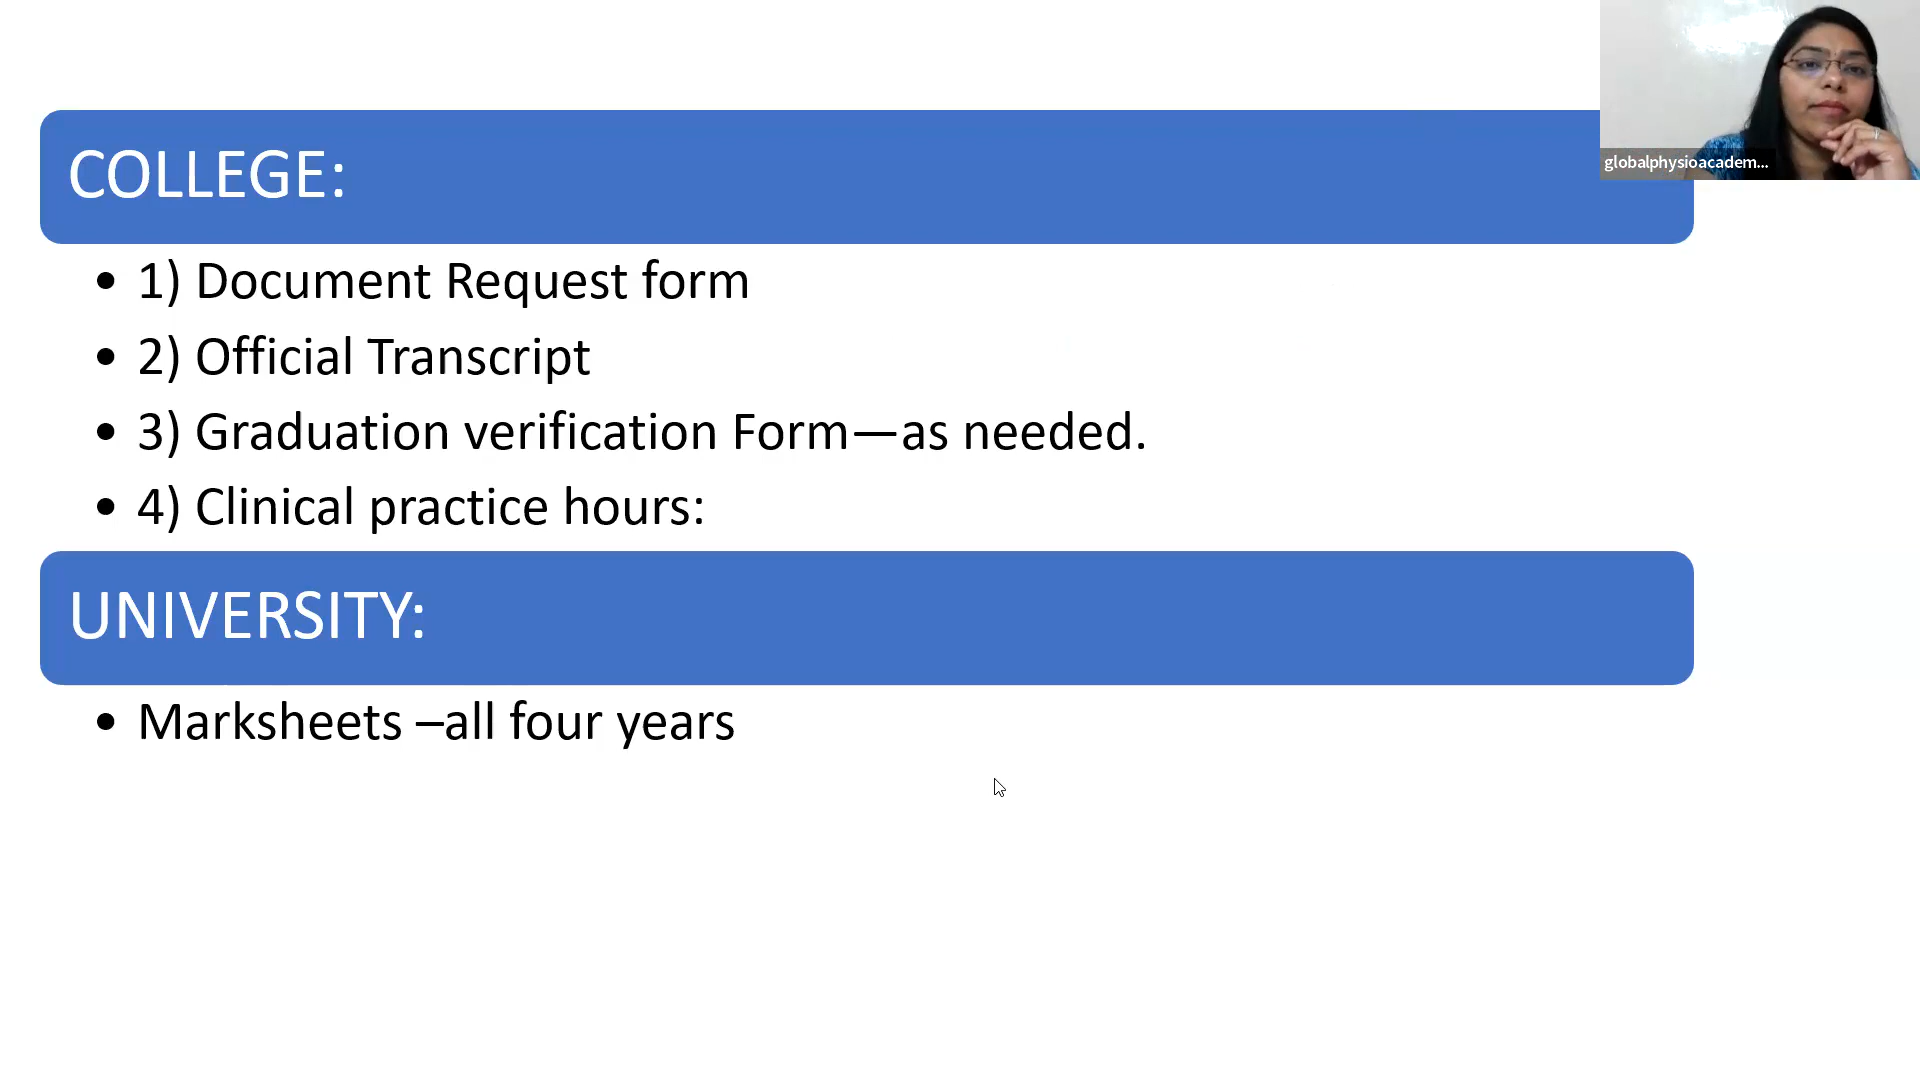 COLLEGE:
• 1) Document Request form
• 2) Official Transcript
• 3) Graduation verification Form—as needed.
• 4) Clinical practice hours:
UNIVERSITY:
• Marksheets –all four years
globalphysioacadem...